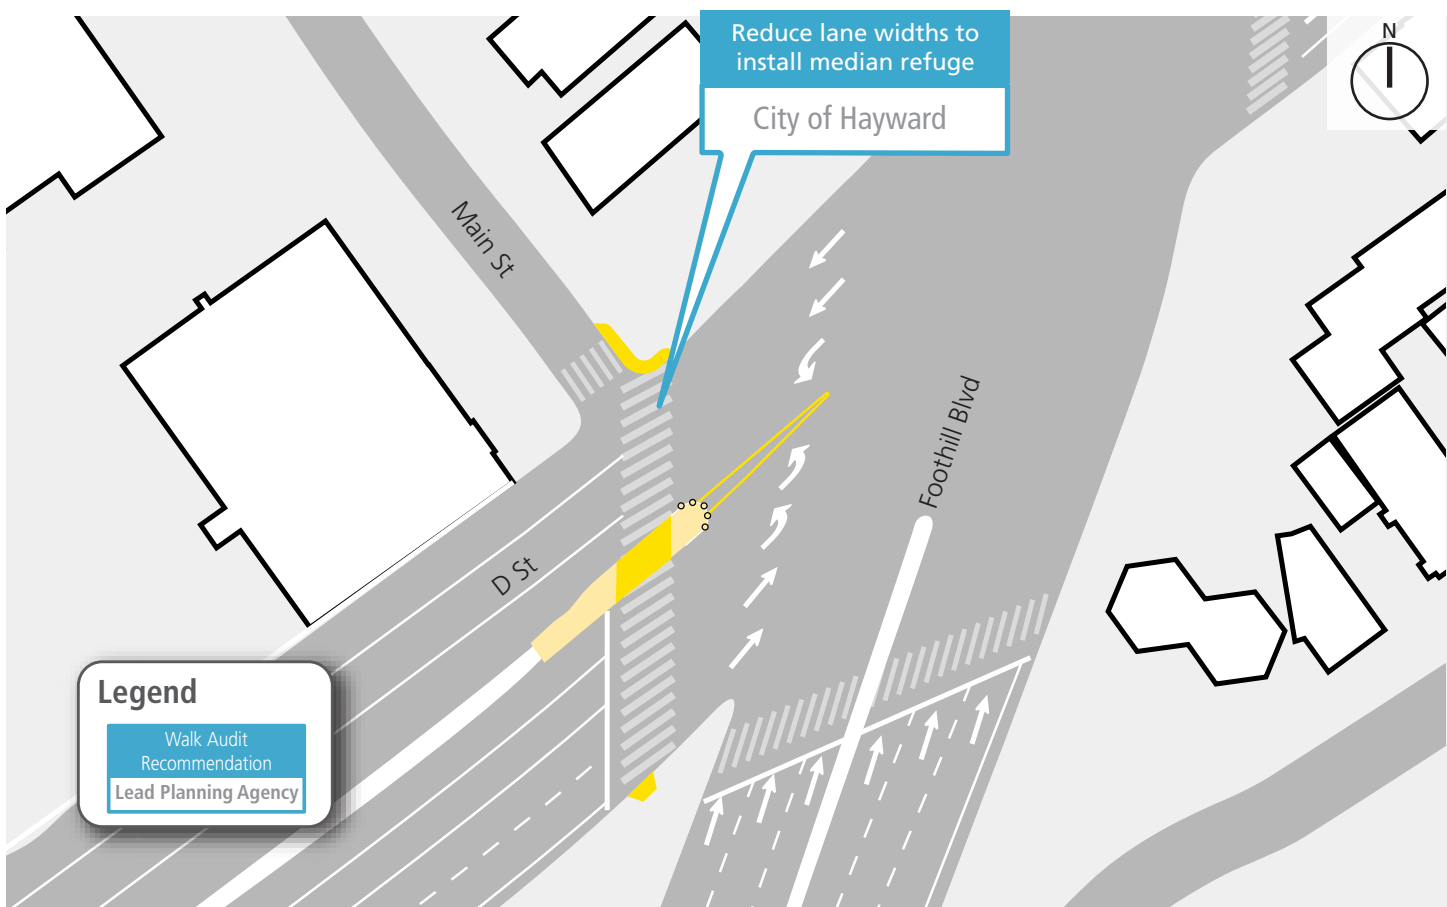 Reduce lane widths to
install median refuge
City of Hayward
N
Main St
Foothill Blvd
D St
Legend
Walk Audit
Recommendation
Lead Planning Agency